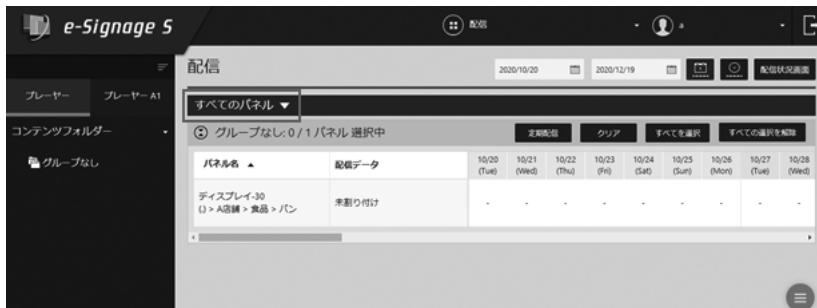 e-Signage S
配信
a
配信
2020/10/20
2020/12/19
配信状況画面
プレーヤー
プレーヤー A1
すべてのパネル ▼
コンテンツフォルダー
グループなし: 0 / 1 パネル 選択中
定期配信
クリア
すべてを選択
すべての選択を解除
グループなし
パネル名 ▲
配信データ
10/20 (Tue)
10/21 (Wed)
10/22 (Thu)
10/23 (Fri)
10/24 (Sat)
10/25 (Sun)
10/26 (Mon)
10/27 (Tue)
10/28 (Wed)
ディスプレイ-30
(.) > A店舗 > 食品 > パン
未割り付け
- - - - - - - - -